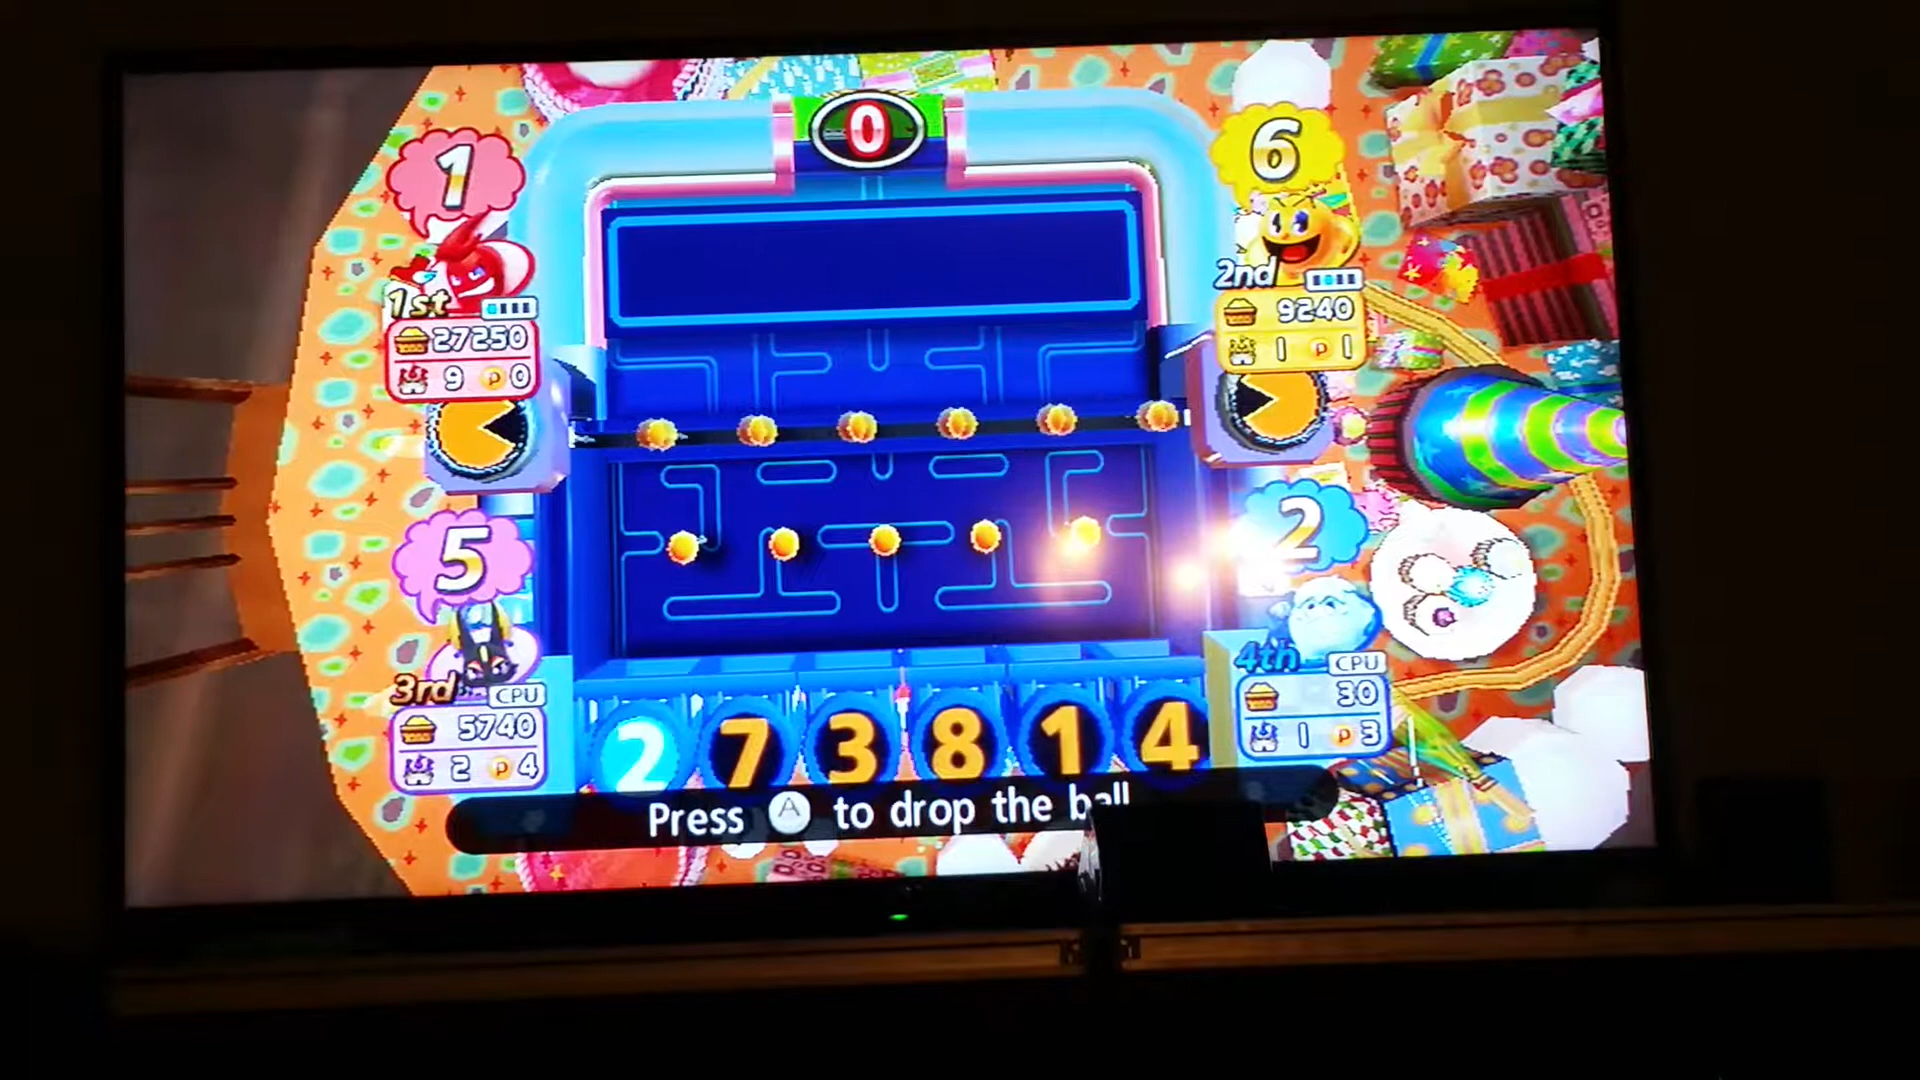 0
1
6
1st
27250
9 P 0
2nd
9240
1 P 1
5
2
3rd CPU
5740
2 P 4
4th CPU
30
1 P 3
2 7 3 8 1 4
Press A to drop the ball